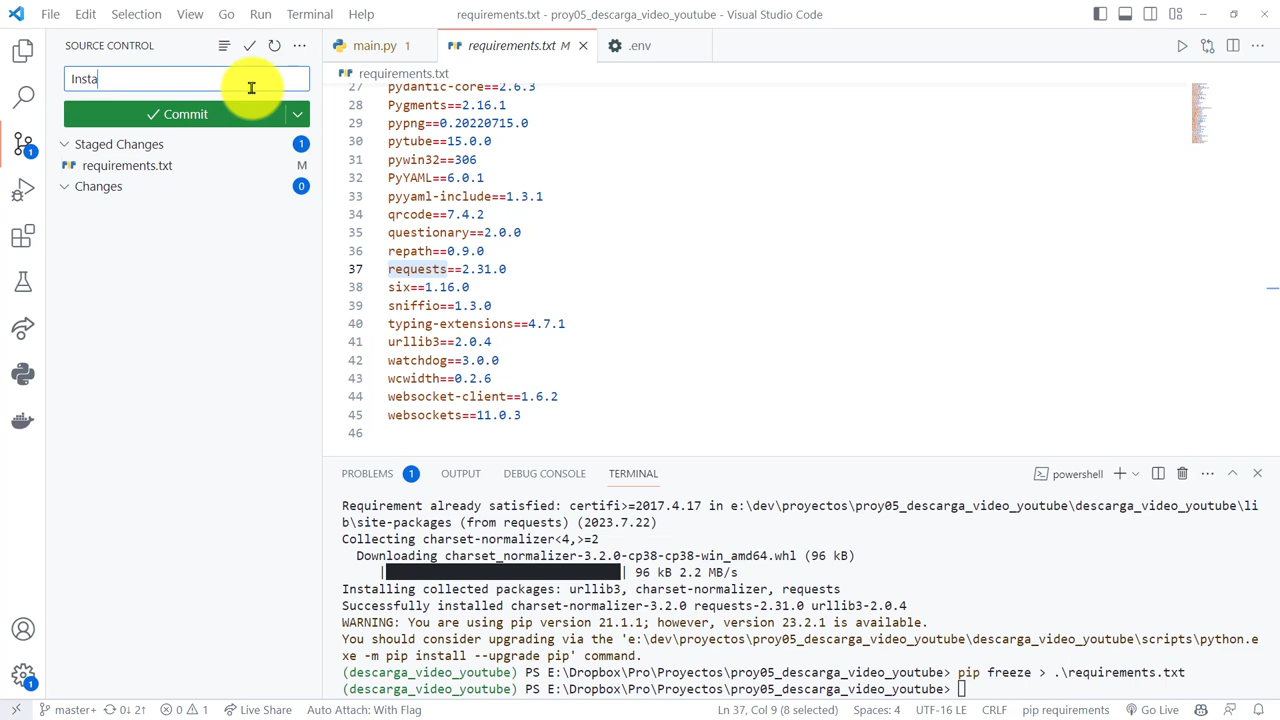 File Edit Selection View Go Run Terminal Help
requirements.txt - proy05_descarga_video_youtube - Visual Studio Code
SOURCE CONTROL
Insta
Commit
Staged Changes 1
requirements.txt M
Changes 0
1
1
main.py 1
requirements.txt M
.env
requirements.txt
27 pydantic-core==2.6.3
28 Pygments==2.16.1
29 pypng==0.20220715.0
30 pytube==15.0.0
31 pywin32==306
32 PyYAML==6.0.1
33 pyyaml-include==1.3.1
34 qrcode==7.4.2
35 questionary==2.0.0
36 repath==0.9.0
37 requests==2.31.0
38 six==1.16.0
39 sniffio==1.3.0
40 typing-extensions==4.7.1
41 urllib3==2.0.4
42 watchdog==3.0.0
43 wcwidth==0.2.6
44 websocket-client==1.6.2
45 websockets==11.0.3
46
PROBLEMS 1 OUTPUT DEBUG CONSOLE TERMINAL
powershell
Requirement already satisfied: certifi>=2017.4.17 in e:\dev\proyectos\proy05_descarga_video_youtube\descarga_video_youtube\li
b\site-packages (from requests) (2023.7.22)
Collecting charset-normalizer<4,>=2
Downloading charset_normalizer-3.2.0-cp38-cp38-win_amd64.whl (96 kB)
| | 96 kB 2.2 MB/s
Installing collected packages: urllib3, charset-normalizer, requests
Successfully installed charset-normalizer-3.2.0 requests-2.31.0 urllib3-2.0.4
WARNING: You are using pip version 21.1.1; however, version 23.2.1 is available.
You should consider upgrading via the 'e:\dev\proyectos\proy05_descarga_video_youtube\descarga_video_youtube\scripts\python.e
xe -m pip install --upgrade pip' command.
(descarga_video_youtube) PS E:\Dropbox\Pro\Proyectos\proy05_descarga_video_youtube> pip freeze > .\requirements.txt
(descarga_video_youtube) PS E:\Dropbox\Pro\Proyectos\proy05_descarga_video_youtube>
master+ 0↓ 2↑ 0 1 Live Share Auto Attach: With Flag
Ln 37, Col 9 (8 selected) Spaces: 4 UTF-16 LE CRLF pip requirements Go Live